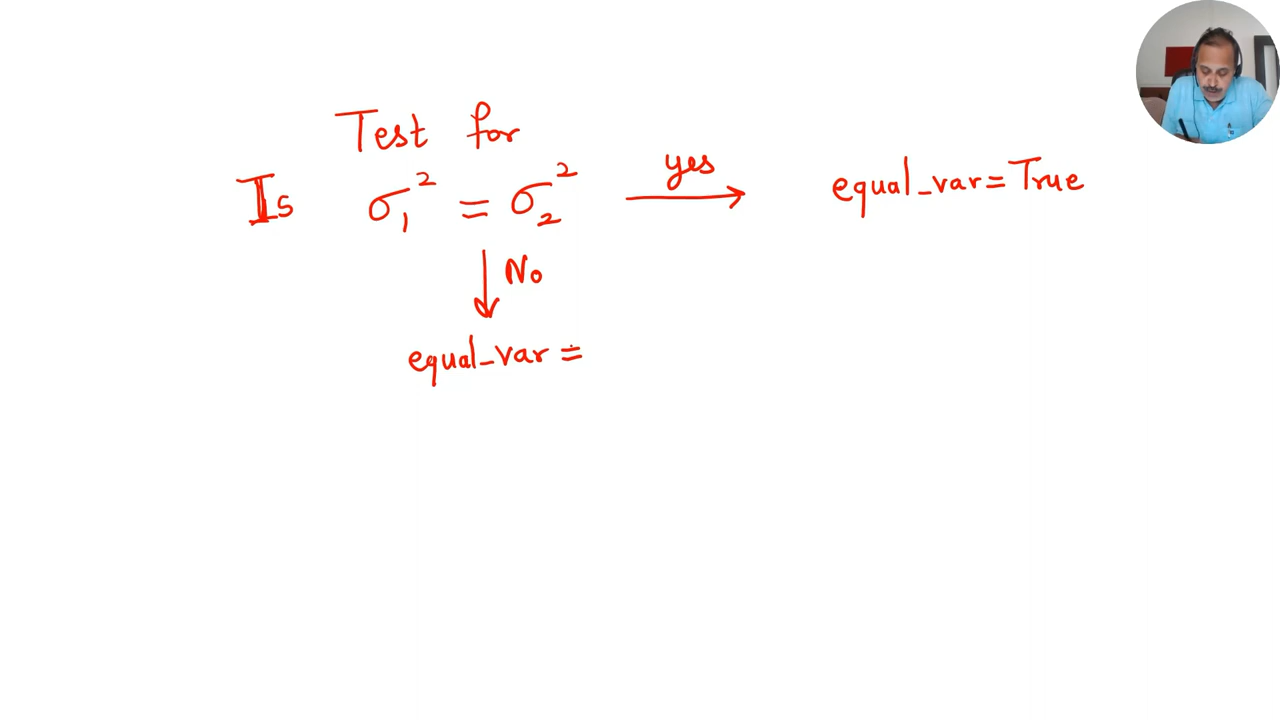 Test for
Is σ₁² = σ₂² yes equal_var = True
No
equal_var =